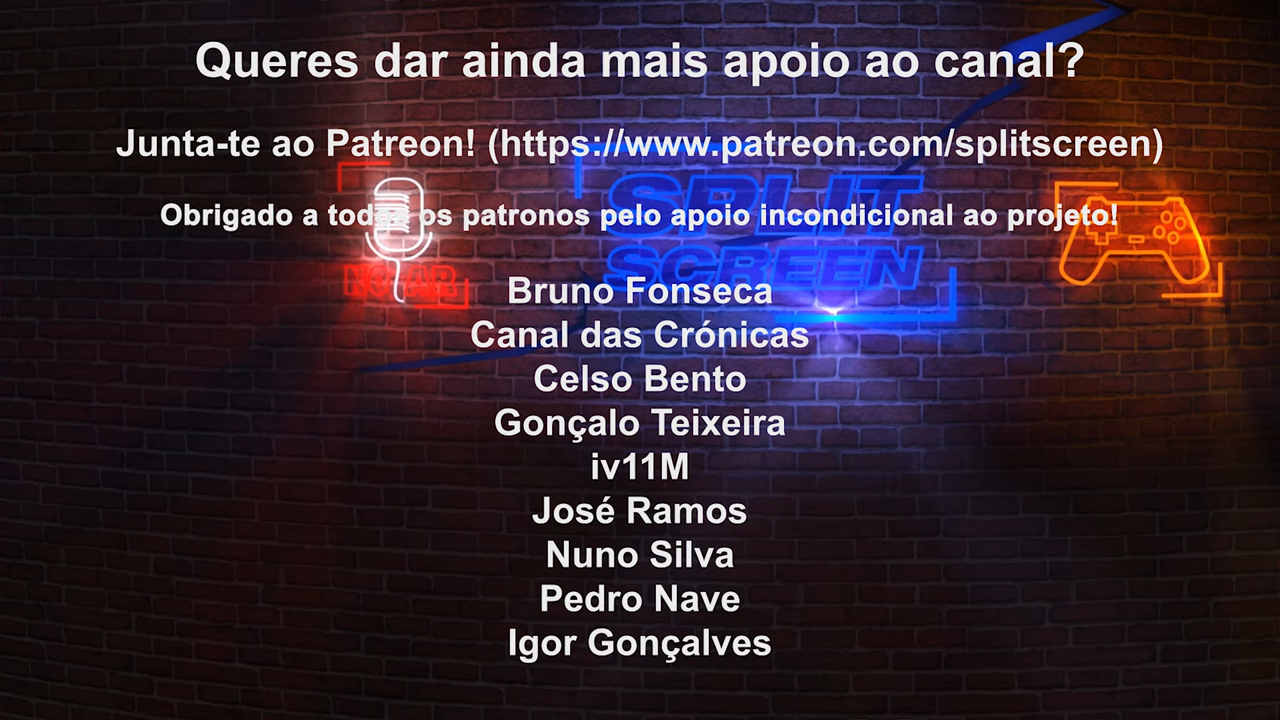 Queres dar ainda mais apoio ao canal?
Junta-te ao Patreon! (https://www.patreon.com/splitscreen)
Obrigado a todos os patronos pelo apoio incondicional ao projeto!
SPLIT
SCREEN
Bruno Fonseca
Canal das Crónicas
Celso Bento
Gonçalo Teixeira
iv11M
José Ramos
Nuno Silva
Pedro Nave
Igor Gonçalves